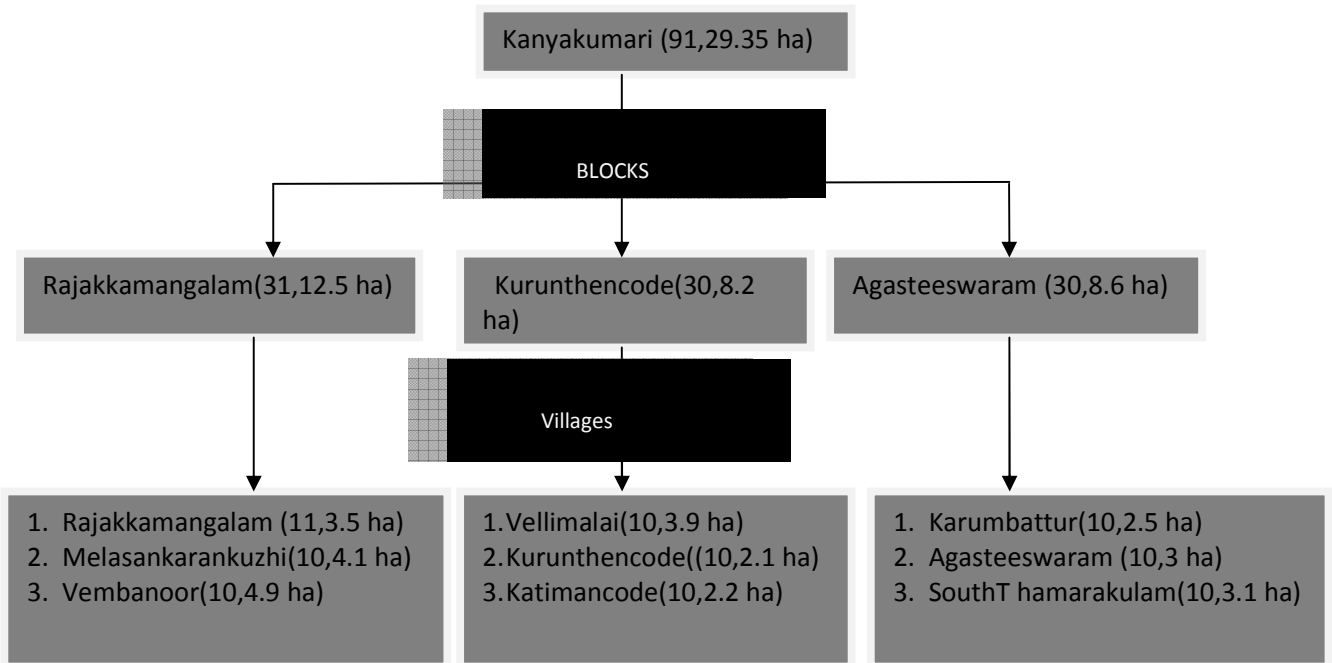 Kanyakumari (91,29.35 ha)
BLOCKS
Rajakkamangalam(31,12.5 ha)
Kurunthencode(30,8.2
ha)
Agasteeswaram (30,8.6 ha)
Villages
1. Rajakkamangalam (11,3.5 ha)
2. Melasankarankuzhi(10,4.1 ha)
3. Vembanoor(10,4.9 ha)
1.Vellimalai(10,3.9 ha)
2.Kurunthencode((10,2.1 ha)
3.Katimancode(10,2.2 ha)
1. Karumbattur(10,2.5 ha)
2. Agasteeswaram (10,3 ha)
3. SouthT hamarakulam(10,3.1 ha)